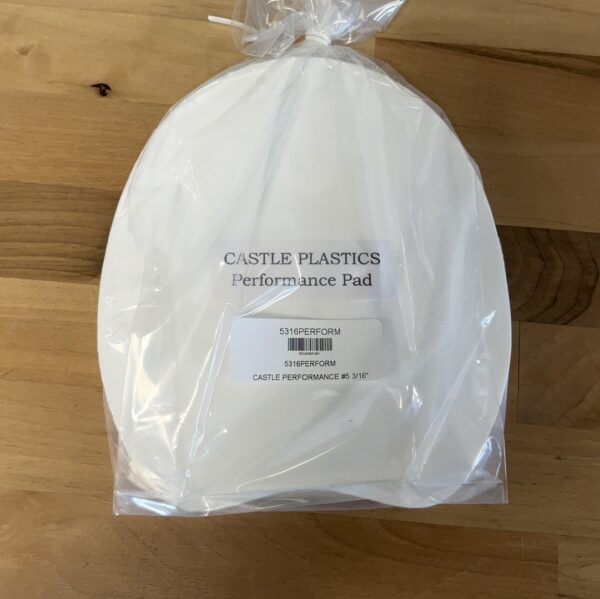 CASTLE PLASTICS
Performance Pad
5316PERFORM
5316PERFORM
CASTLE PERFORMANCE #5 3/16"